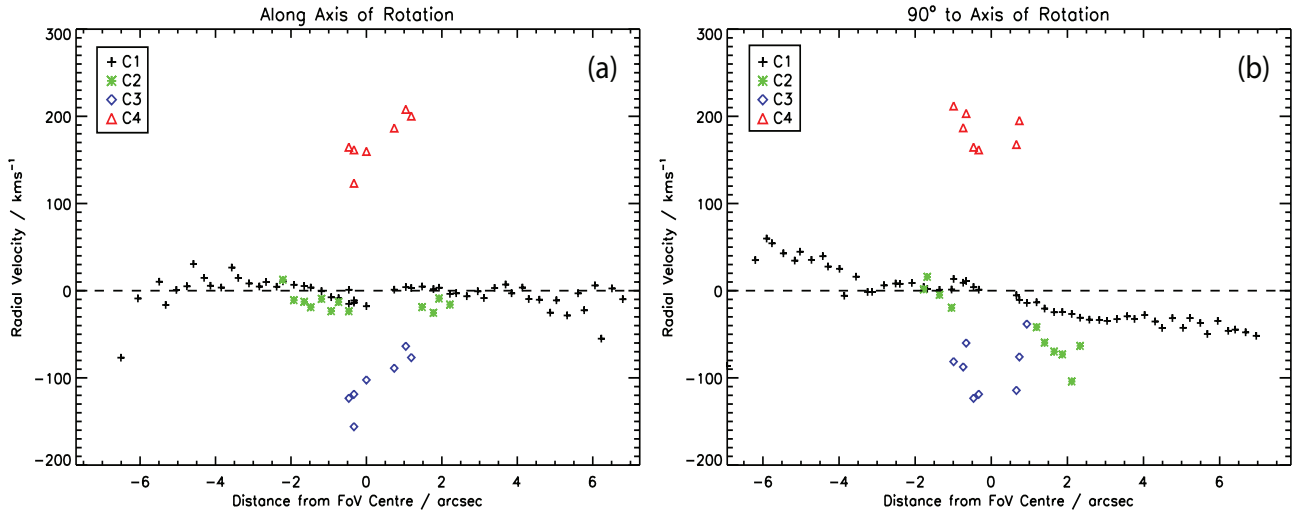 Along Axis of Rotation
300
200
100
0
−100
−200
Radial Velocity / kms⁻¹
+ C1
C2
C3
C4
(a)
−6 −4 −2 0 2 4 6
Distance from FoV Centre / arcsec
90° to Axis of Rotation
300
200
100
0
−100
−200
Radial Velocity / kms⁻¹
+ C1
C2
C3
C4
(b)
−6 −4 −2 0 2 4 6
Distance from FoV Centre / arcsec